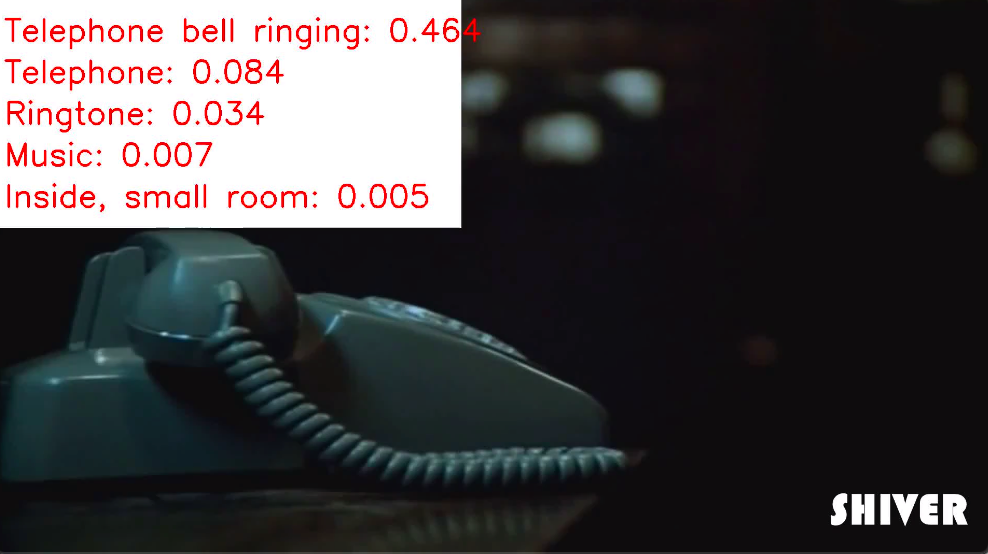 Telephone bell ringing: 0.464
Telephone: 0.084
Ringtone: 0.034
Music: 0.007
Inside, small room: 0.005
SHIVER